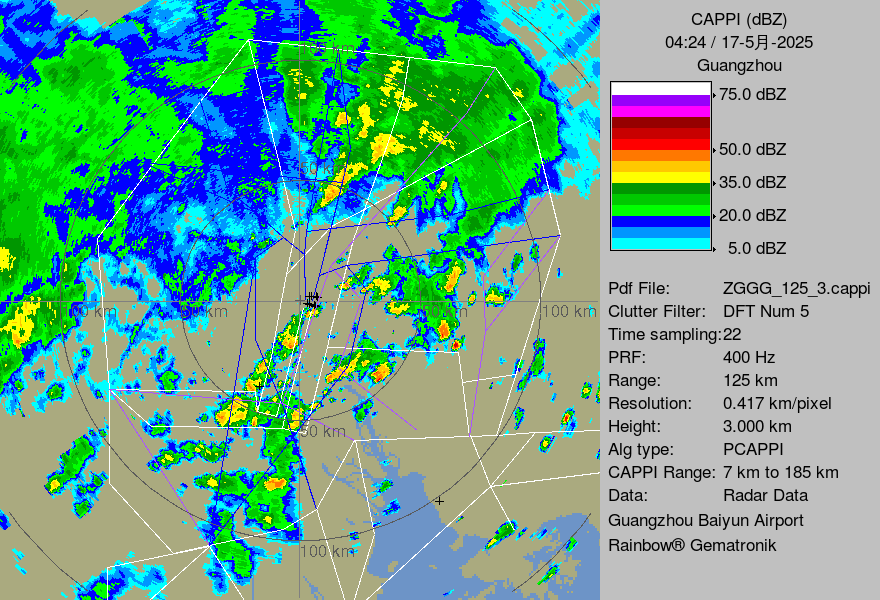 CAPPI (dBZ)
04:24 / 17-5月-2025
Guangzhou
75.0 dBZ
50.0 dBZ
35.0 dBZ
20.0 dBZ
5.0 dBZ
Pdf File: ZGGG_125_3.cappi
Clutter Filter: DFT Num 5
Time sampling:22
PRF: 400 Hz
Range: 125 km
Resolution: 0.417 km/pixel
Height: 3.000 km
Alg type: PCAPPI
CAPPI Range: 7 km to 185 km
Data: Radar Data
Guangzhou Baiyun Airport
Rainbow® Gematronik
100 km
50 km
100 km
50 km
50 km
100 km
50 km
100 km